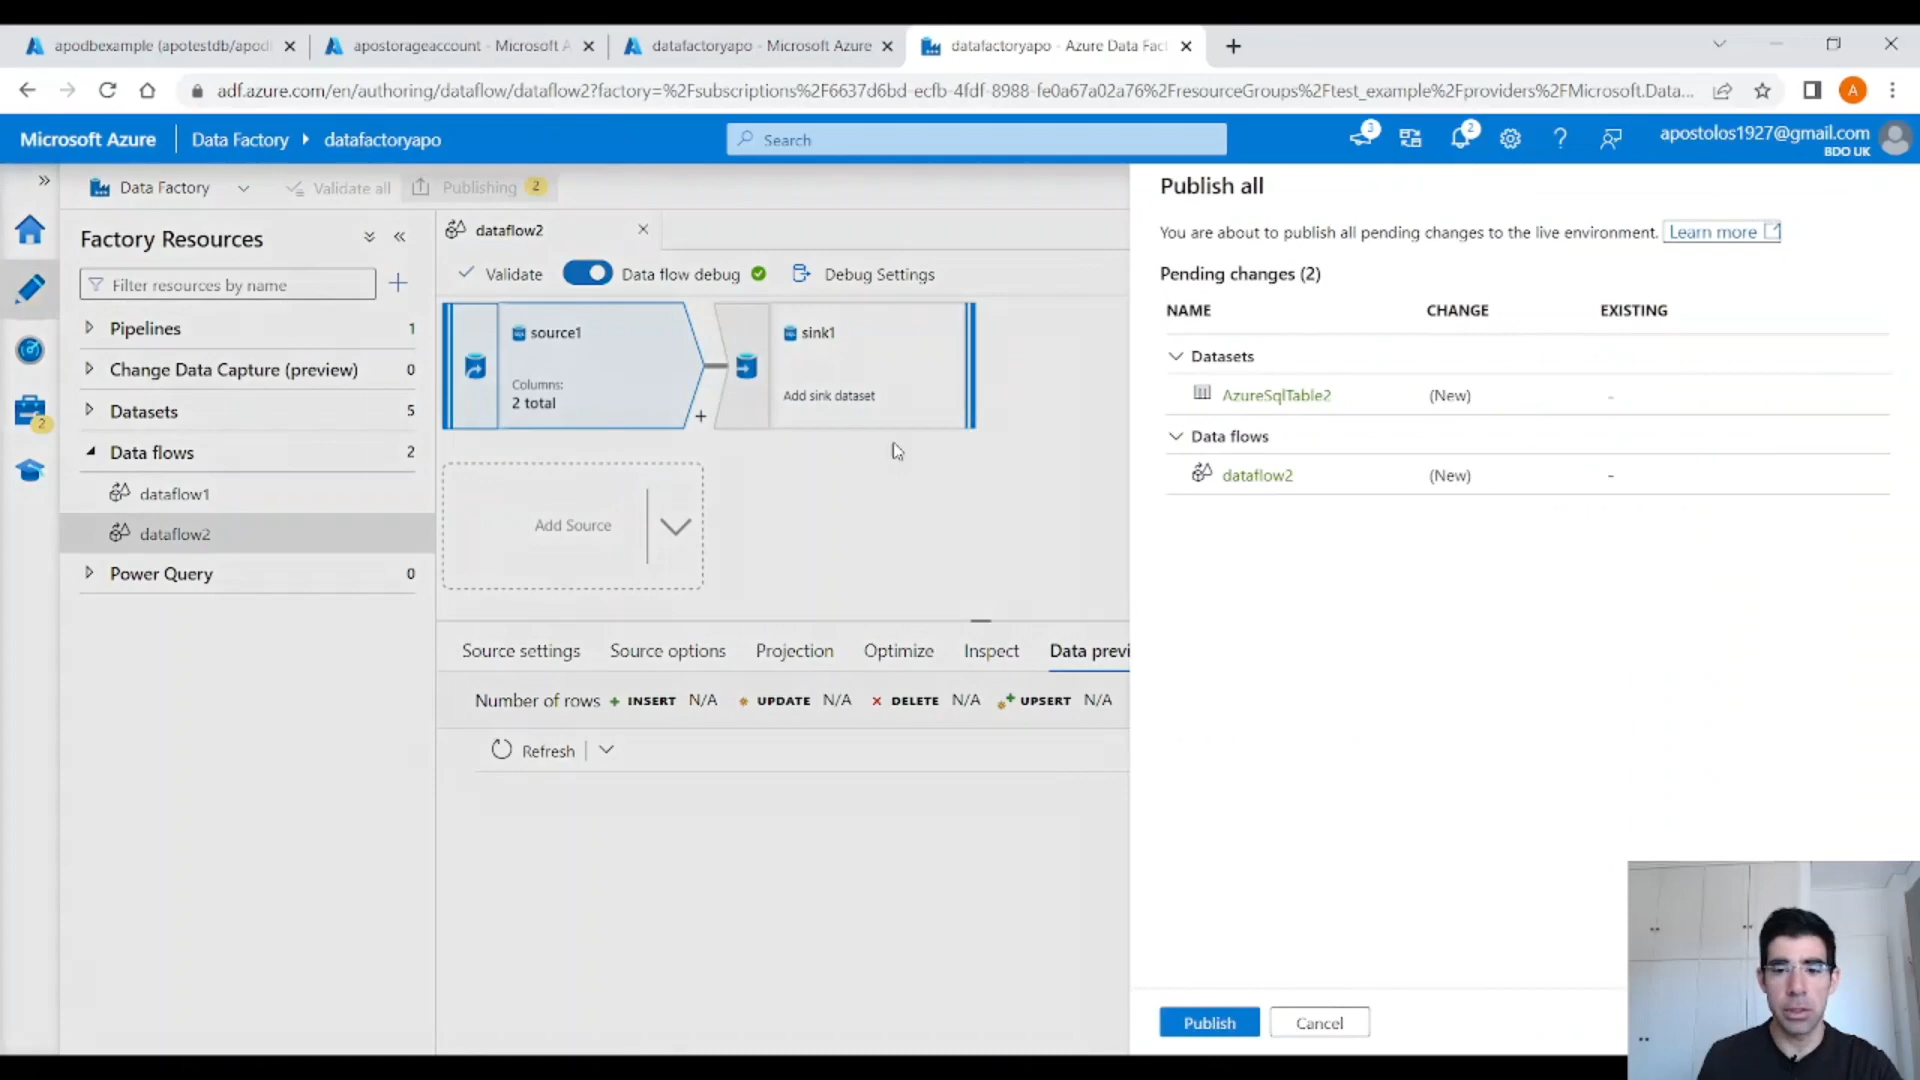 apodbexample (apotestdb/apod
apostorageaccount - Microsoft A
datafactoryapo - Microsoft Azure
datafactoryapo - Azure Data Fact
adf.azure.com/en/authoring/dataflow/dataflow2?factory=%2Fsubscriptions%2F6637d6bd-ecfb-4fdf-8988-fe0a67a02a76%2FresourceGroups%2Ftest_example%2Fproviders%2FMicrosoft.Data...
A
Microsoft Azure
Data Factory
datafactoryapo
Search
3
2
apostolos1927@gmail.com
BDO UK
Data Factory
Validate all
Publishing 2
Factory Resources
Filter resources by name
Pipelines 1
Change Data Capture (preview) 0
Datasets 5
Data flows 2
dataflow1
dataflow2
Power Query 0
2
dataflow2
Validate
Data flow debug
Debug Settings
source1
Columns:
2 total
sink1
Add sink dataset
Add Source
Source settings
Source options
Projection
Optimize
Inspect
Data previ
Number of rows + INSERT N/A UPDATE N/A DELETE N/A UPSERT N/A
Refresh
Publish all
You are about to publish all pending changes to the live environment. Learn more
Pending changes (2)
NAME CHANGE EXISTING
Datasets
AzureSqlTable2 (New) -
Data flows
dataflow2 (New) -
Publish
Cancel